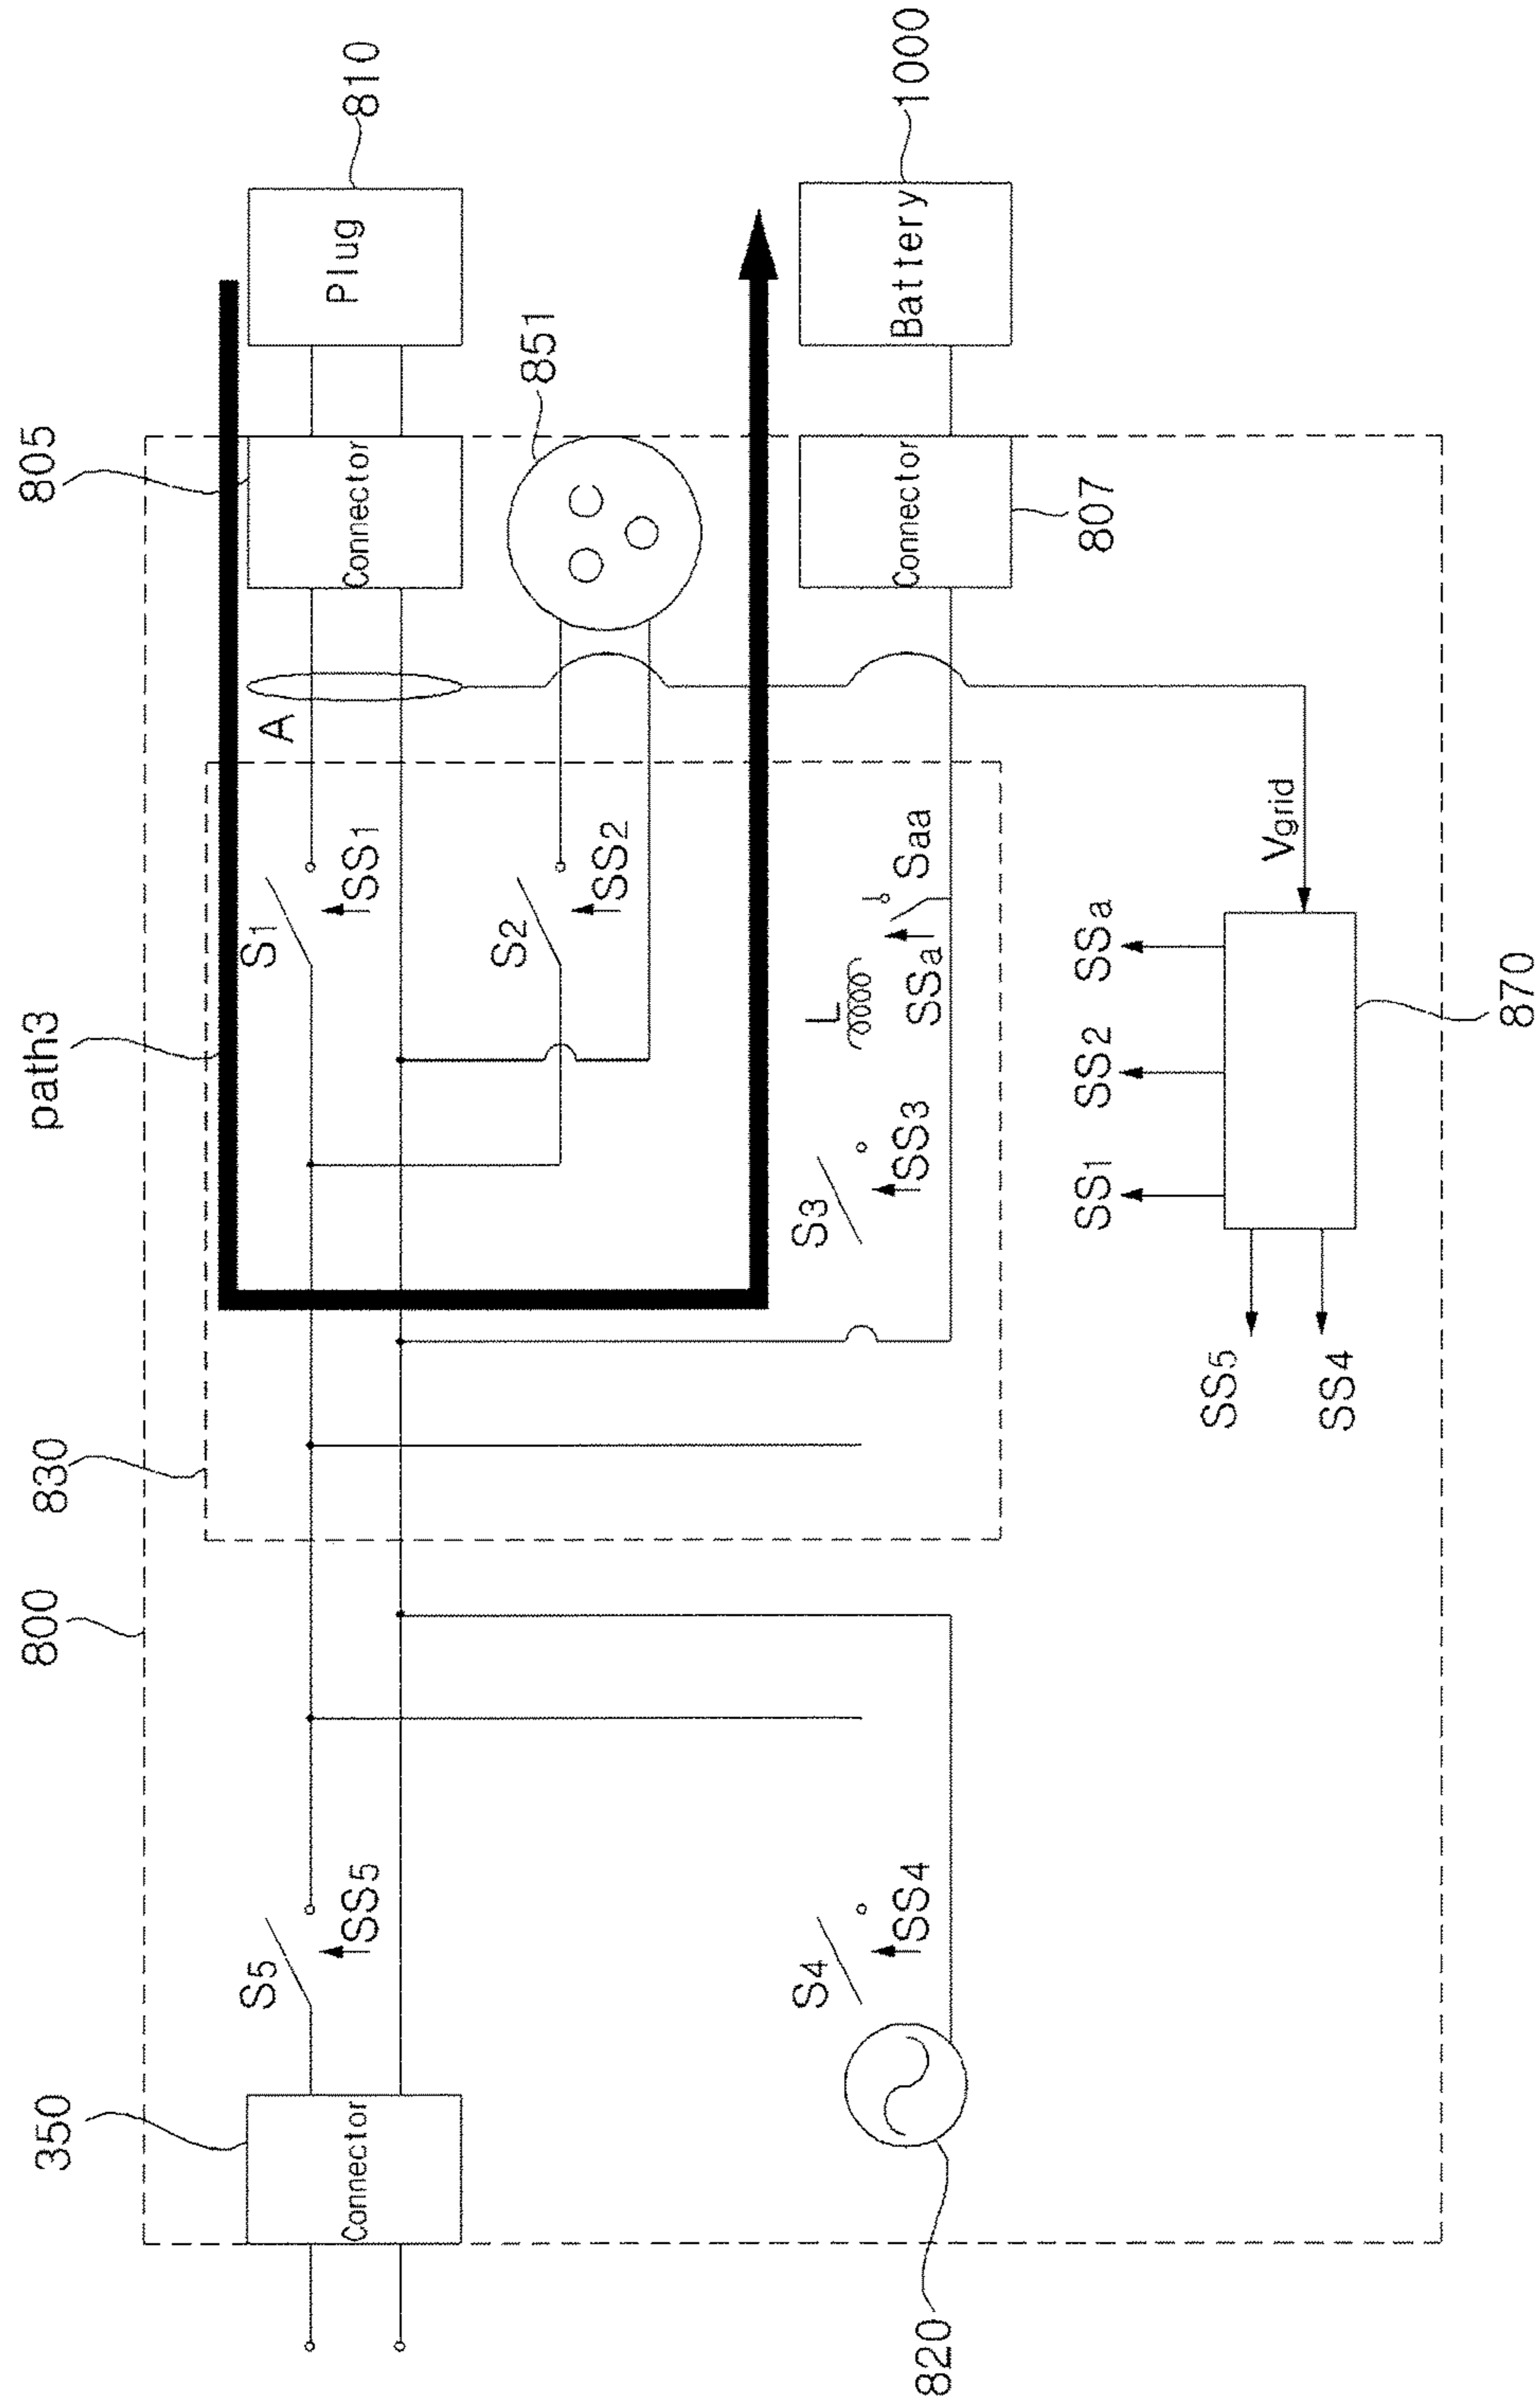 path3
830
800
805
350
Connector
S5
SS5
S1
SS1
A
Connector
Plug
810
S2
SS2
851
820
S4
SS4
S3
SS3
L
SSa
Saa
Connector
807
Battery
1000
SS1
SS2
SSa
Vgrid
SS5
SS4
870